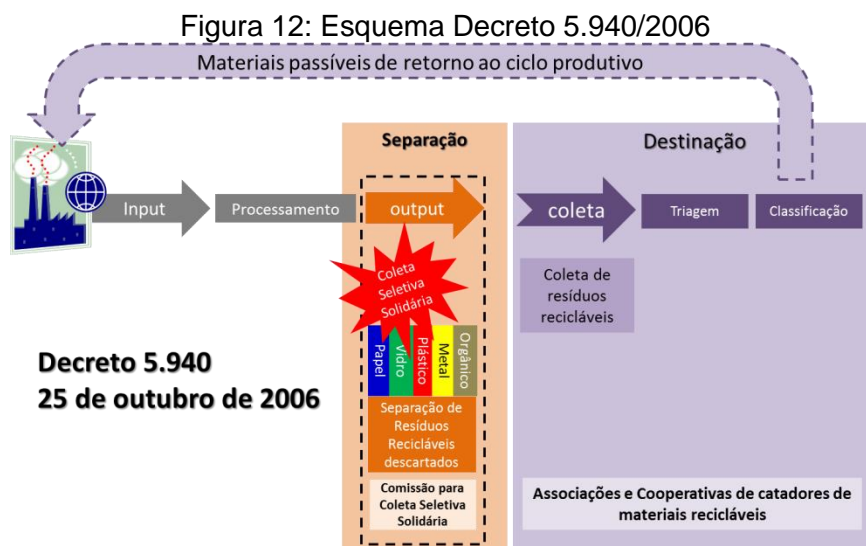 Figura 12: Esquema Decreto 5.940/2006
Materiais passíveis de retorno ao ciclo produtivo
Separação
Destinação
Input
Processamento
output
coleta
Triagem
Classificação
Coleta
Seletiva
Solidária
Coleta de
resíduos
recicláveis
Papel
Vidro
Plástico
Metal
Orgânico
Decreto 5.940
25 de outubro de 2006
Separação de
Resíduos
Recicláveis
descartados
Comissão para
Coleta Seletiva
Solidária
Associações e Cooperativas de catadores de
materiais recicláveis